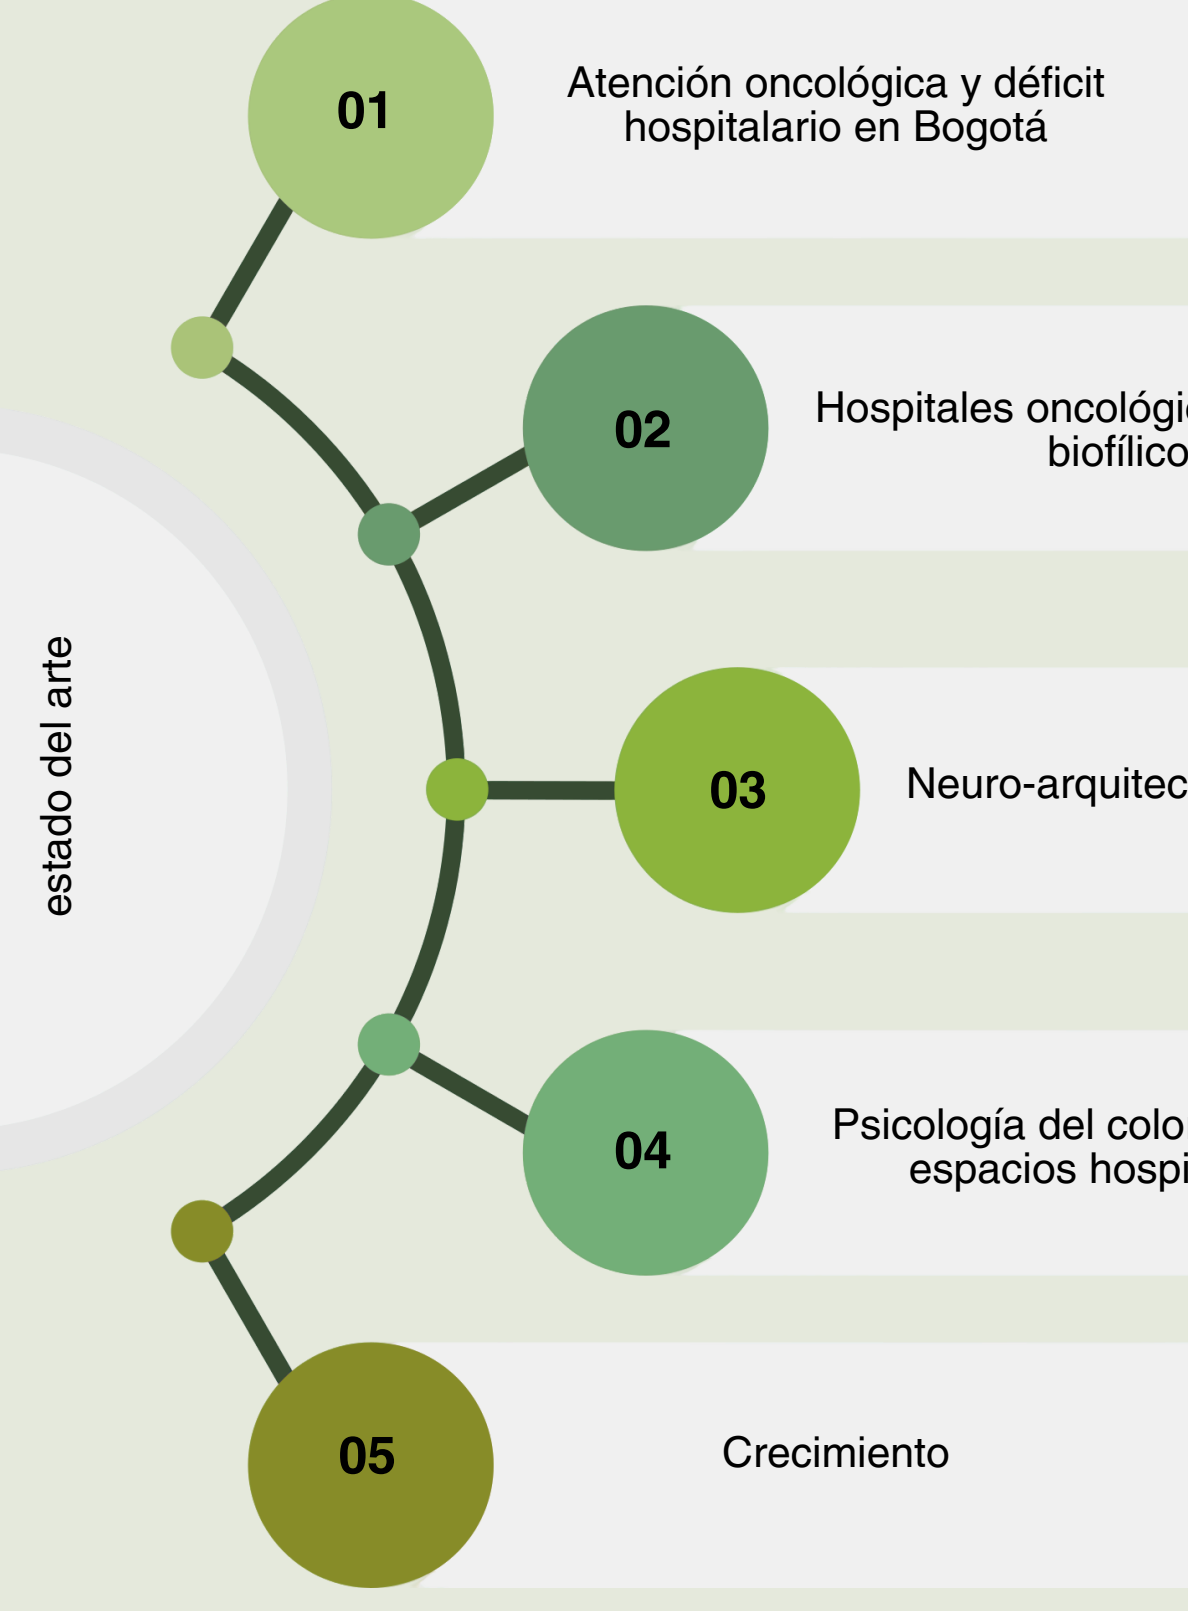 01
Atención oncológica y déficit
hospitalario en Bogotá
02
Hospitales oncológi
biofílico
estado del arte
03
Neuro-arquitec
04
Psicología del colo
espacios hospi
05
Crecimiento